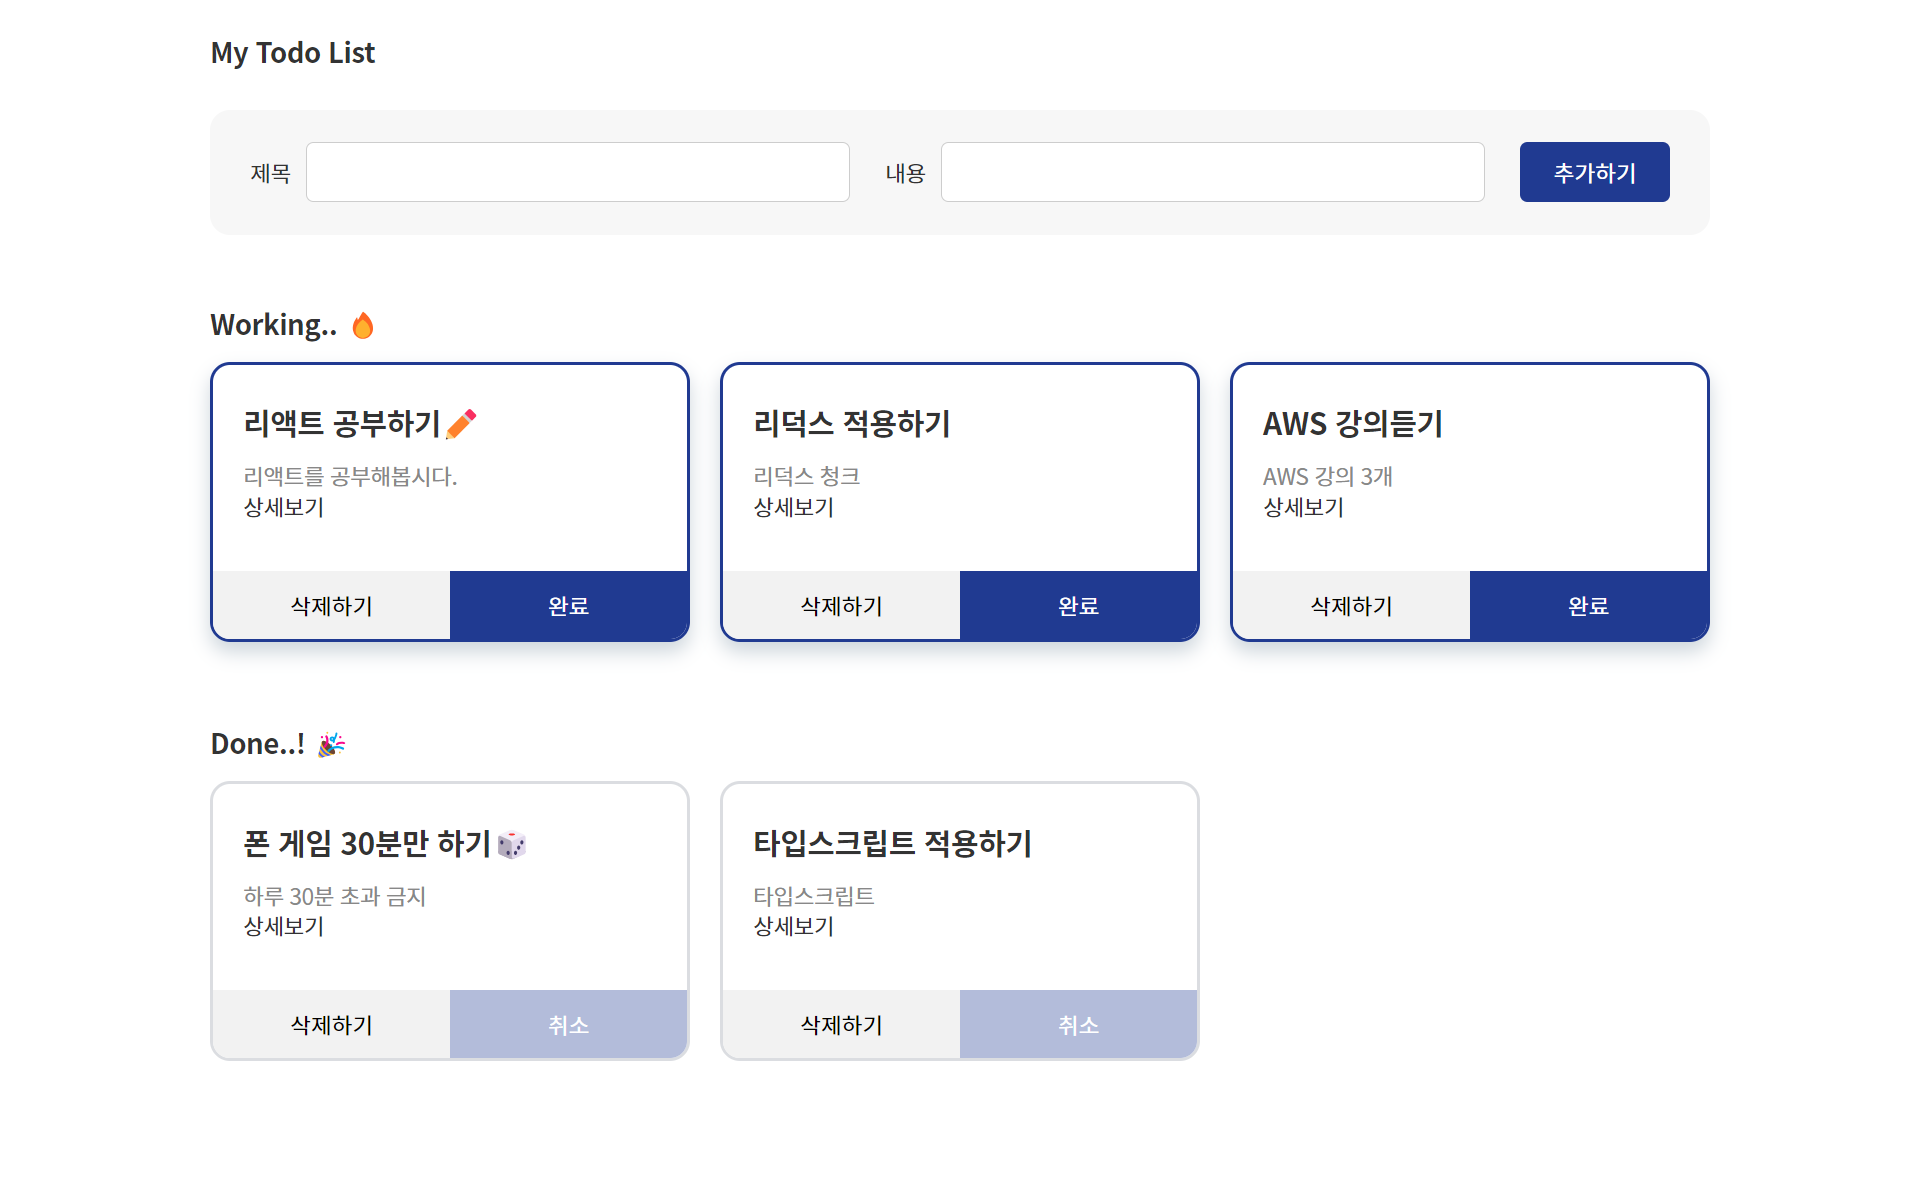 My Todo List
제목 내용 추가하기
Working.. 🔥
리액트 공부하기✏️ 리덕스 적용하기 AWS 강의듣기
리액트를 공부해봅시다. 리덕스 청크 AWS 강의 3개
상세보기 상세보기 상세보기
삭제하기 완료 삭제하기 완료 삭제하기 완료
Done..! 🎉
폰 게임 30분만 하기🎲 타입스크립트 적용하기
하루 30분 초과 금지 타입스크립트
상세보기 상세보기
삭제하기 취소 삭제하기 취소